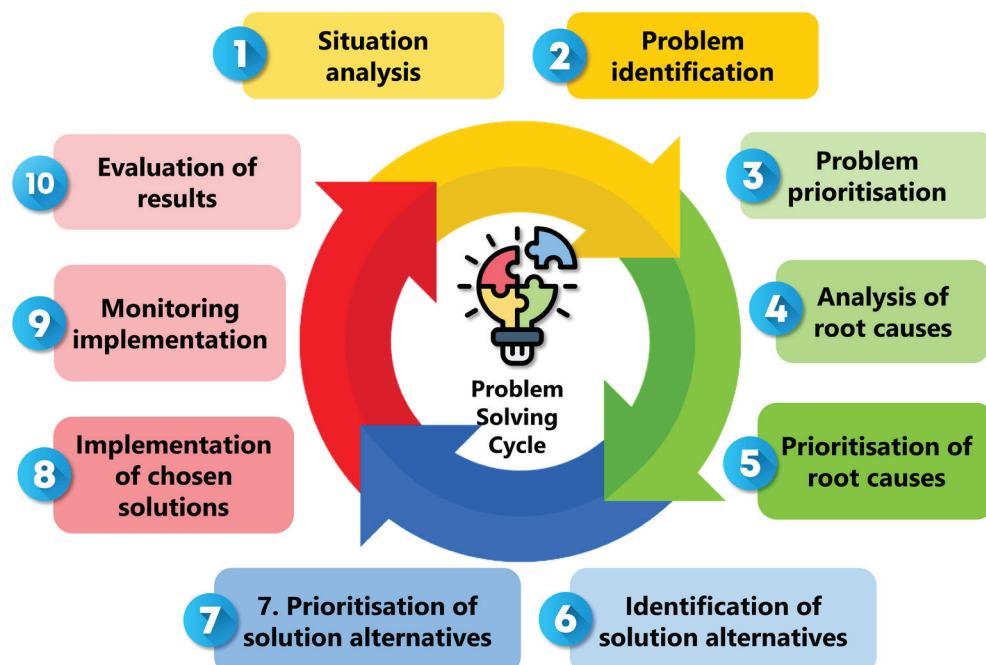 1
Situation
analysis
2
Problem
identification
3
Problem
prioritisation
4
Analysis of
root causes
5
Prioritisation of
root causes
6
Identification of
solution alternatives
7
7. Prioritisation of
solution alternatives
8
Implementation
of chosen
solutions
9
Monitoring
implementation
10
Evaluation of
results
Problem
Solving
Cycle